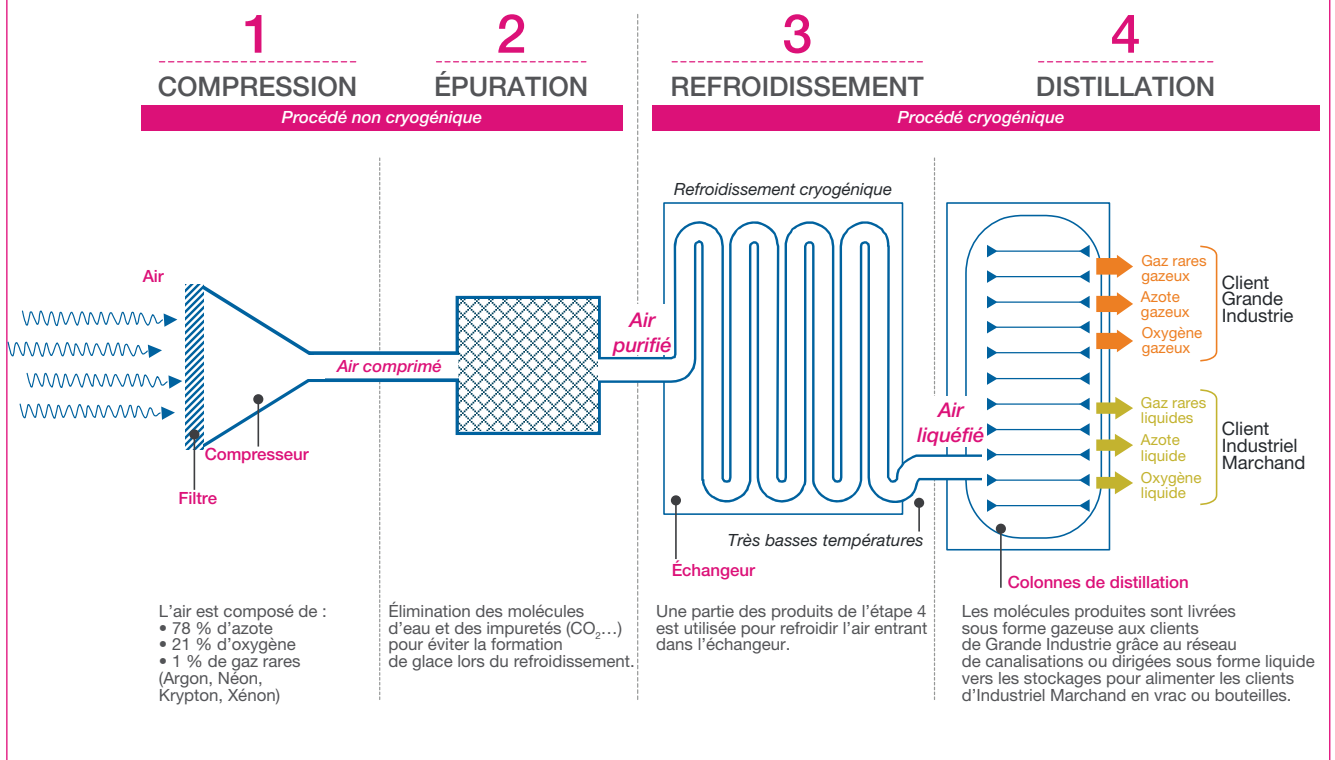 1
COMPRESSION
2
ÉPURATION
3
REFROIDISSEMENT
4
DISTILLATION
Procédé non cryogénique
Procédé cryogénique
Air
Filtre
Compresseur
Air comprimé
Air
purifié
Refroidissement cryogénique
Très basses températures
Échangeur
Air
liquéfié
Gaz rares
gazeux
Azote
gazeux
Oxygène
gazeux
Client
Grande
Industrie
Gaz rares
liquides
Azote
liquide
Oxygène
liquide
Client
Industriel
Marchand
Colonnes de distillation
L’air est composé de :
• 78 % d’azote
• 21 % d’oxygène
• 1 % de gaz rares
(Argon, Néon,
Krypton, Xénon)
Élimination des molécules
d’eau et des impuretés (CO₂…)
pour éviter la formation
de glace lors du refroidissement.
Une partie des produits de l’étape 4
est utilisée pour refroidir l’air entrant
dans l’échangeur.
Les molécules produites sont livrées
sous forme gazeuse aux clients
de Grande Industrie grâce au réseau
de canalisations ou dirigées sous forme liquide
vers les stockages pour alimenter les clients
d’Industriel Marchand en vrac ou bouteilles.